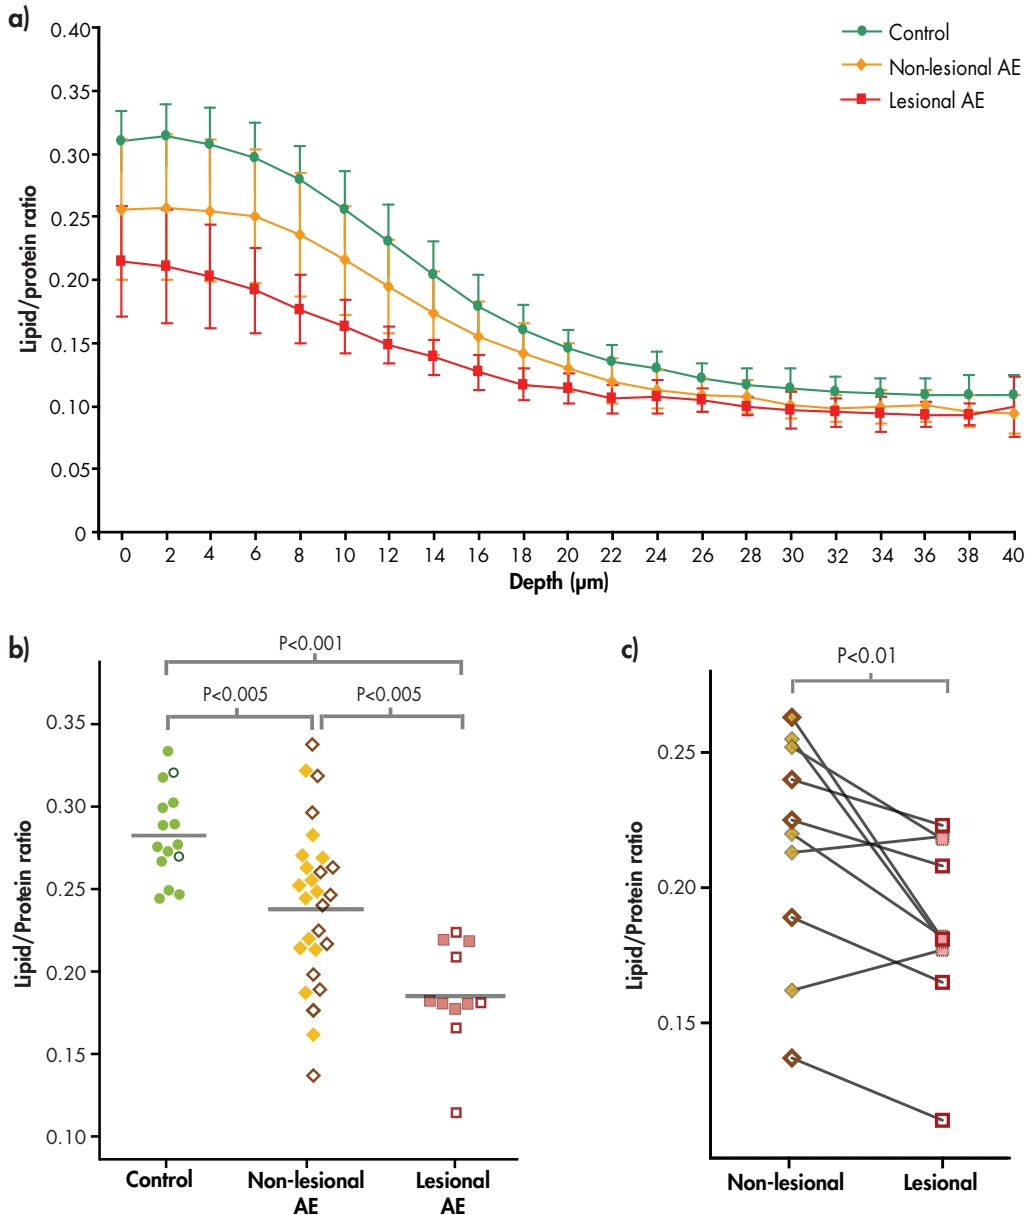 a)
0.40
0.35
0.30
0.25
0.20
0.15
0.10
0.05
0
Lipid/protein ratio
Control
Non-lesional AE
Lesional AE
0 2 4 6 8 10 12 14 16 18 20 22 24 26 28 30 32 34 36 38 40
Depth (µm)
b)
P<0.001
P<0.005 P<0.005
0.35
0.30
0.25
0.20
0.15
0.10
Lipid/Protein ratio
Control
Non-lesional
AE
Lesional
AE
c)
P<0.01
0.25
0.20
0.15
Lipid/Protein ratio
Non-lesional Lesional